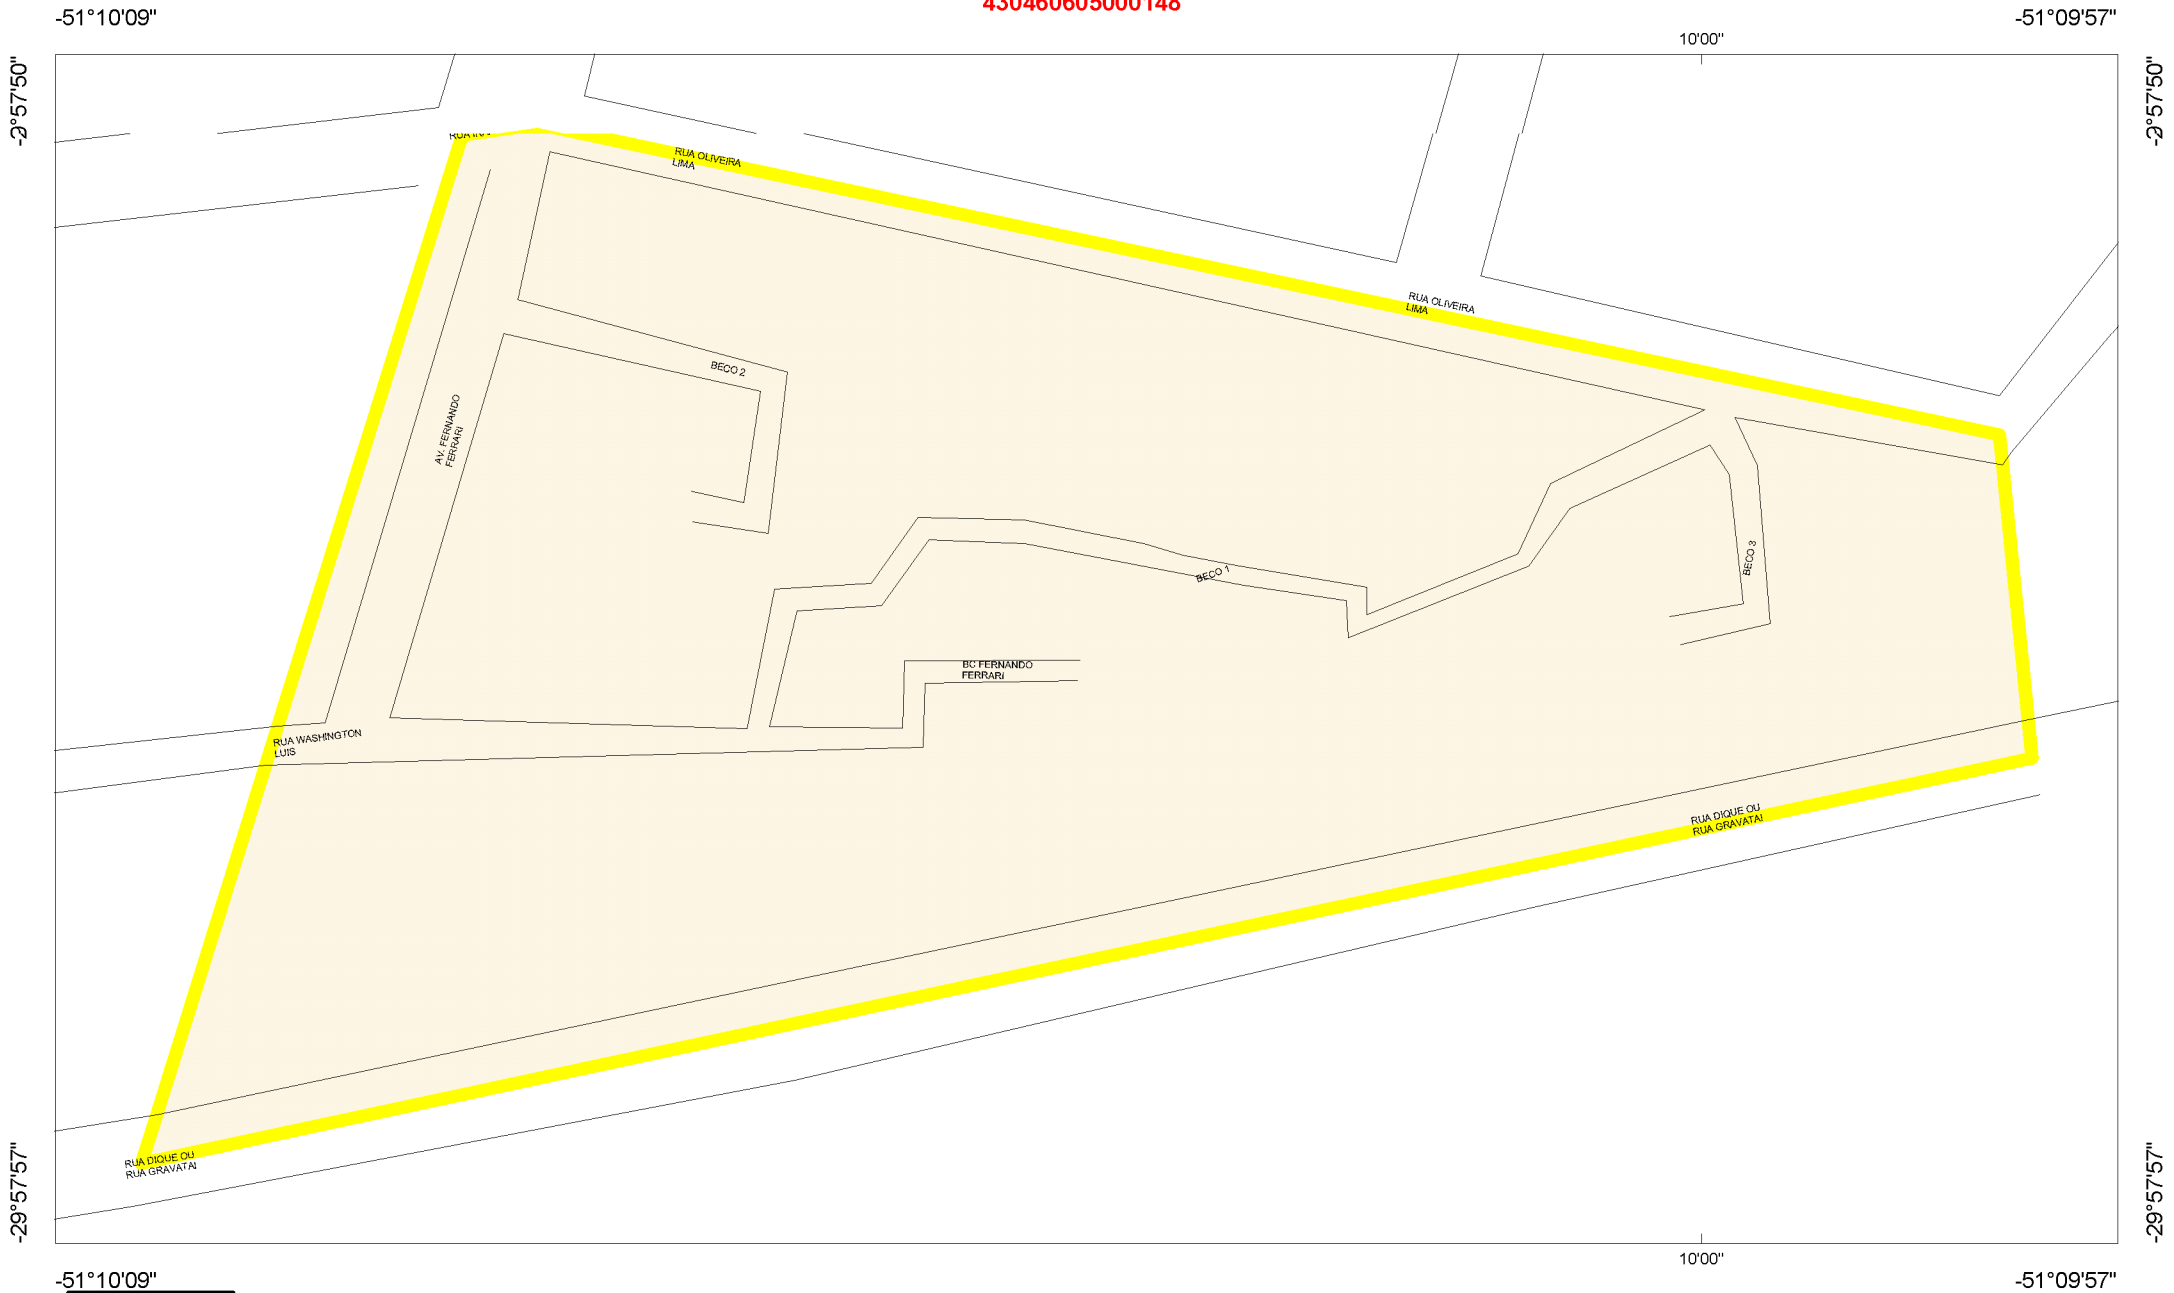 430460605000148
-51°10'09"
-51°09'57"
10'00"
-2°57'50"
-2°57'50"
RUA OLIVEIRA
LIMA
RUA OLIVEIRA
LIMA
BECO 2
AV. FERNANDO
FERRARI
BECO 3
BECO 1
BC FERNANDO
FERRARI
RUA WASHINGTON
LUIS
RUA DIQUE OU
RUA GRAVATAI
RUA DIQUE OU
RUA GRAVATAI
-29°57'57"
-29°57'57"
10'00"
-51°10'09"
-51°09'57"